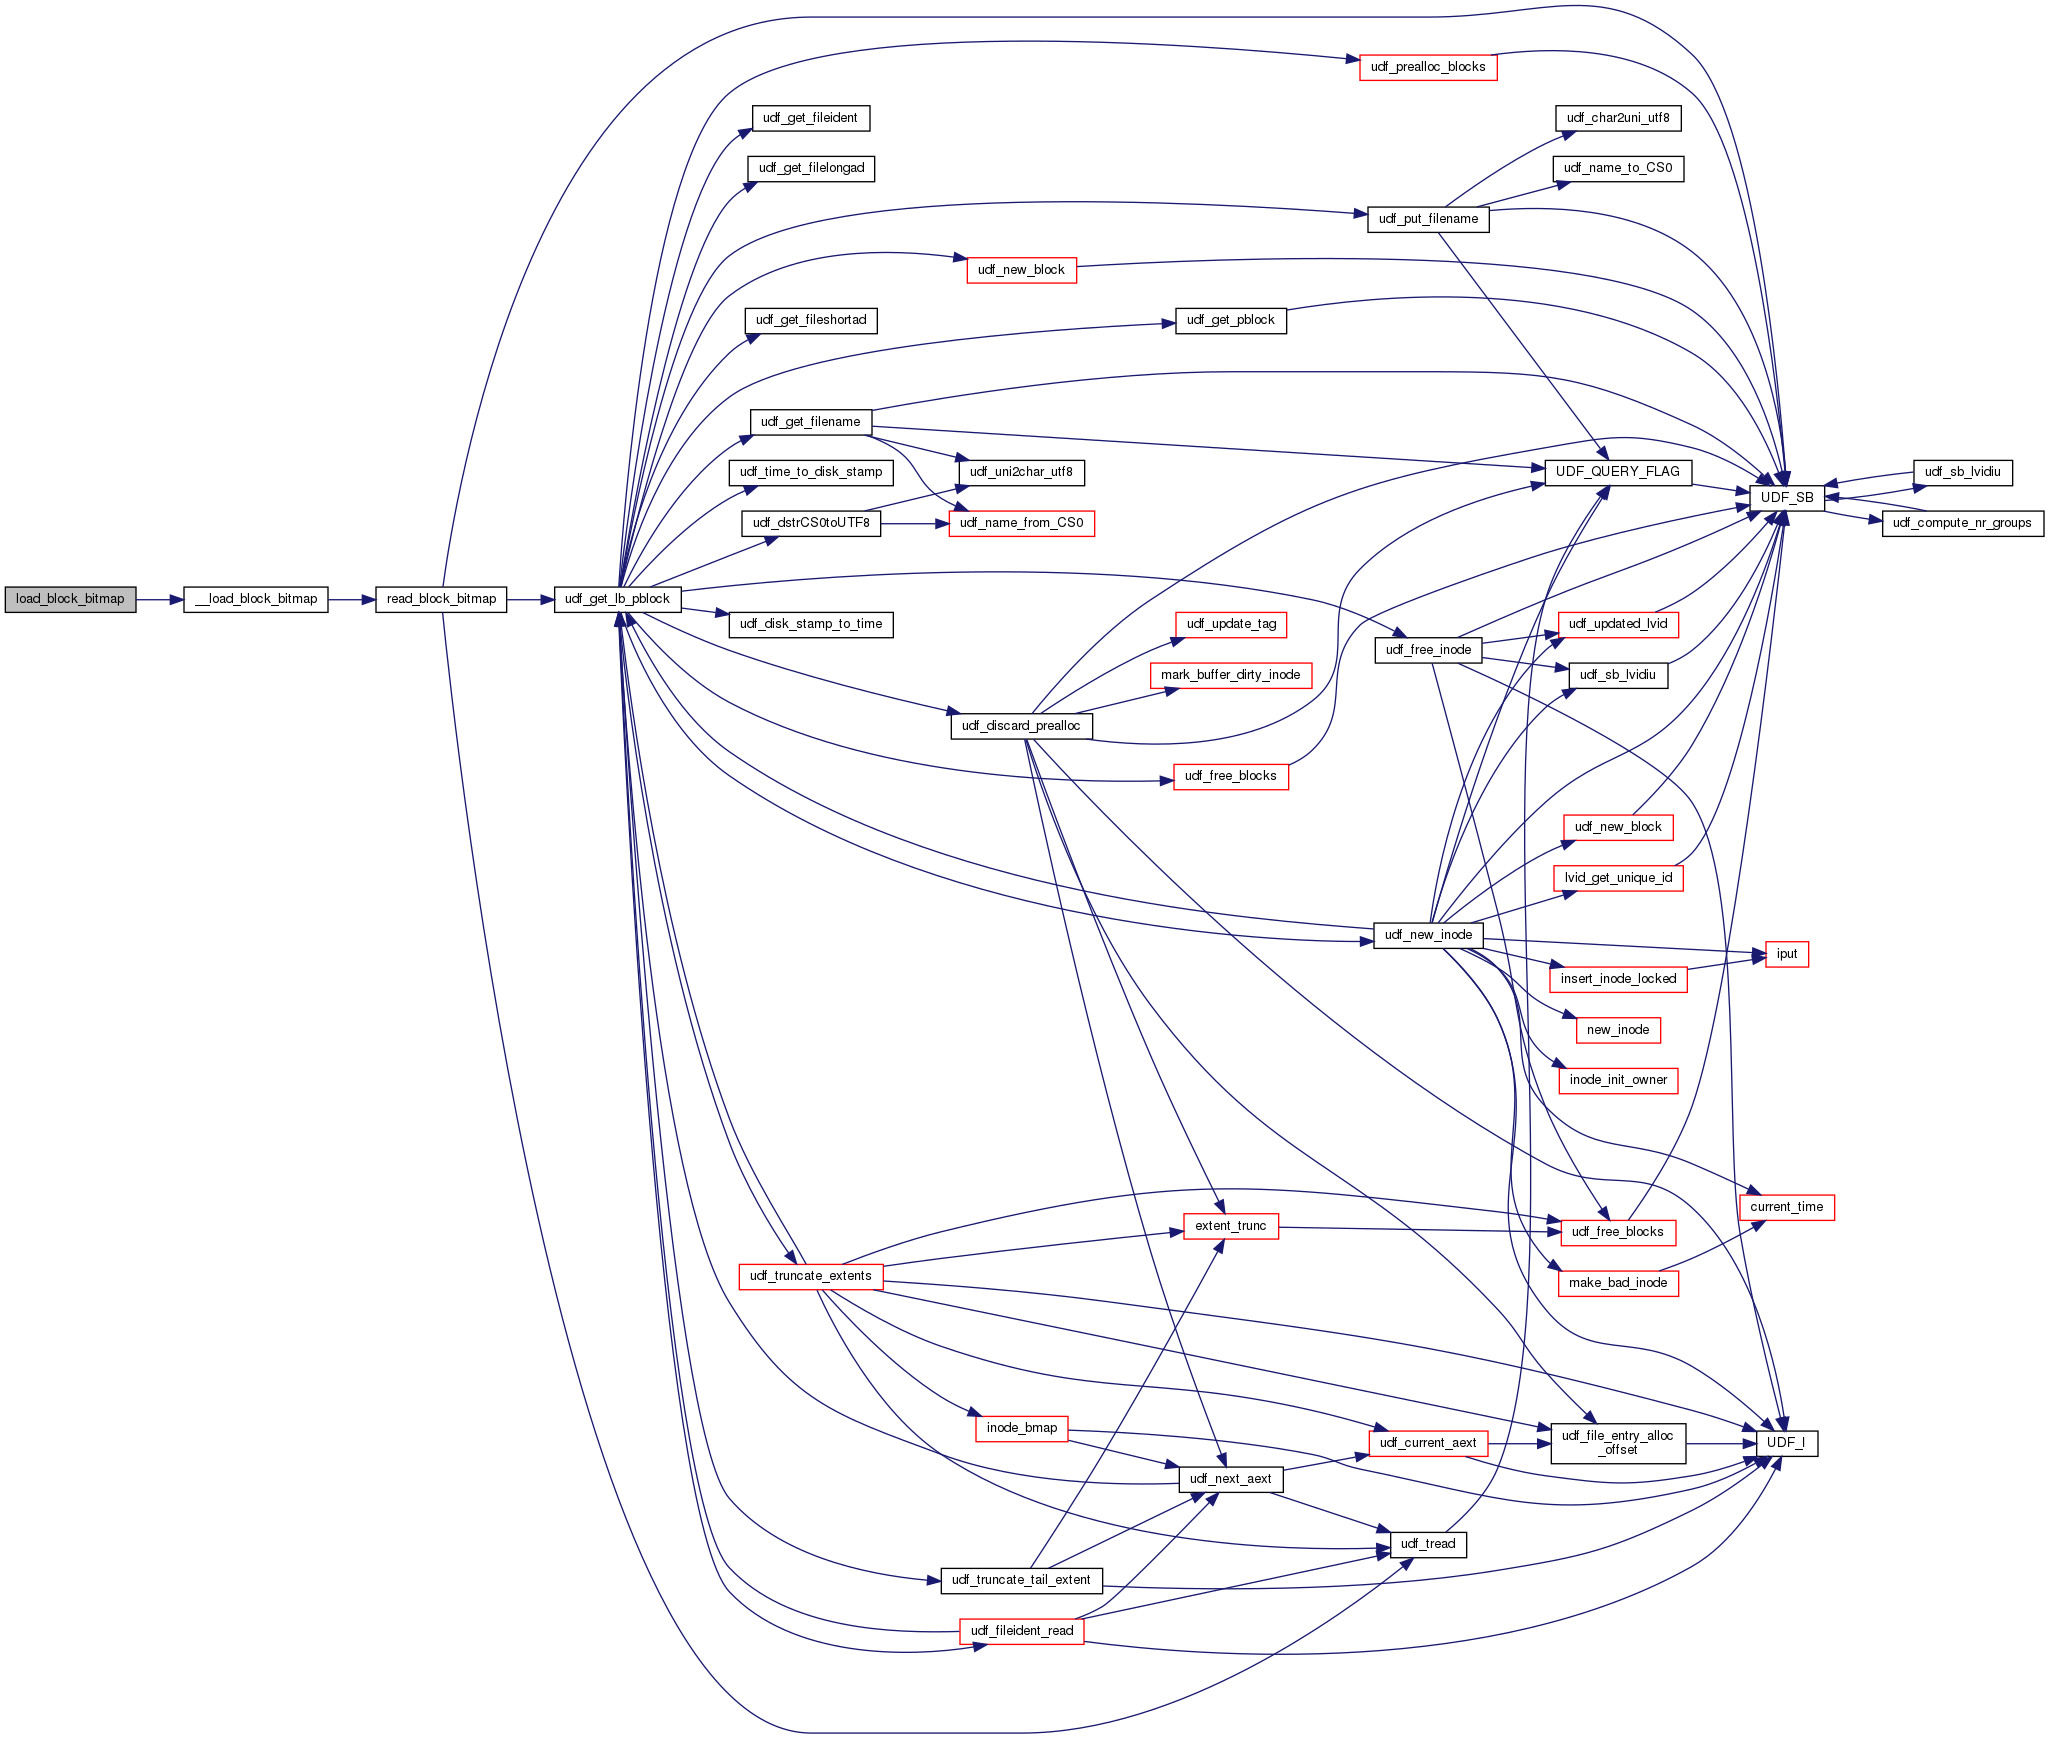 udf_prealloc_blocks
udf_get_fileident
udf_char2uni_utf8
udf_get_filelongad
udf_name_to_CS0
udf_put_filename
udf_new_block
udf_get_fileshortad
udf_get_pblock
udf_get_filename
udf_time_to_disk_stamp
udf_uni2char_utf8
UDF_QUERY_FLAG
udf_sb_lvidiu
UDF_SB
udf_dstrCS0toUTF8
udf_name_from_CS0
udf_compute_nr_groups
load_block_bitmap
__load_block_bitmap
read_block_bitmap
udf_get_lb_pblock
udf_disk_stamp_to_time
udf_update_tag
udf_updated_lvid
udf_free_inode
mark_buffer_dirty_inode
udf_sb_lvidiu
udf_discard_prealloc
udf_free_blocks
udf_new_block
lvid_get_unique_id
udf_new_inode
iput
insert_inode_locked
new_inode
inode_init_owner
current_time
extent_trunc
udf_free_blocks
udf_truncate_extents
make_bad_inode
inode_bmap
udf_current_aext
udf_file_entry_alloc
_offset
UDF_I
udf_next_aext
udf_tread
udf_truncate_tail_extent
udf_fileident_read